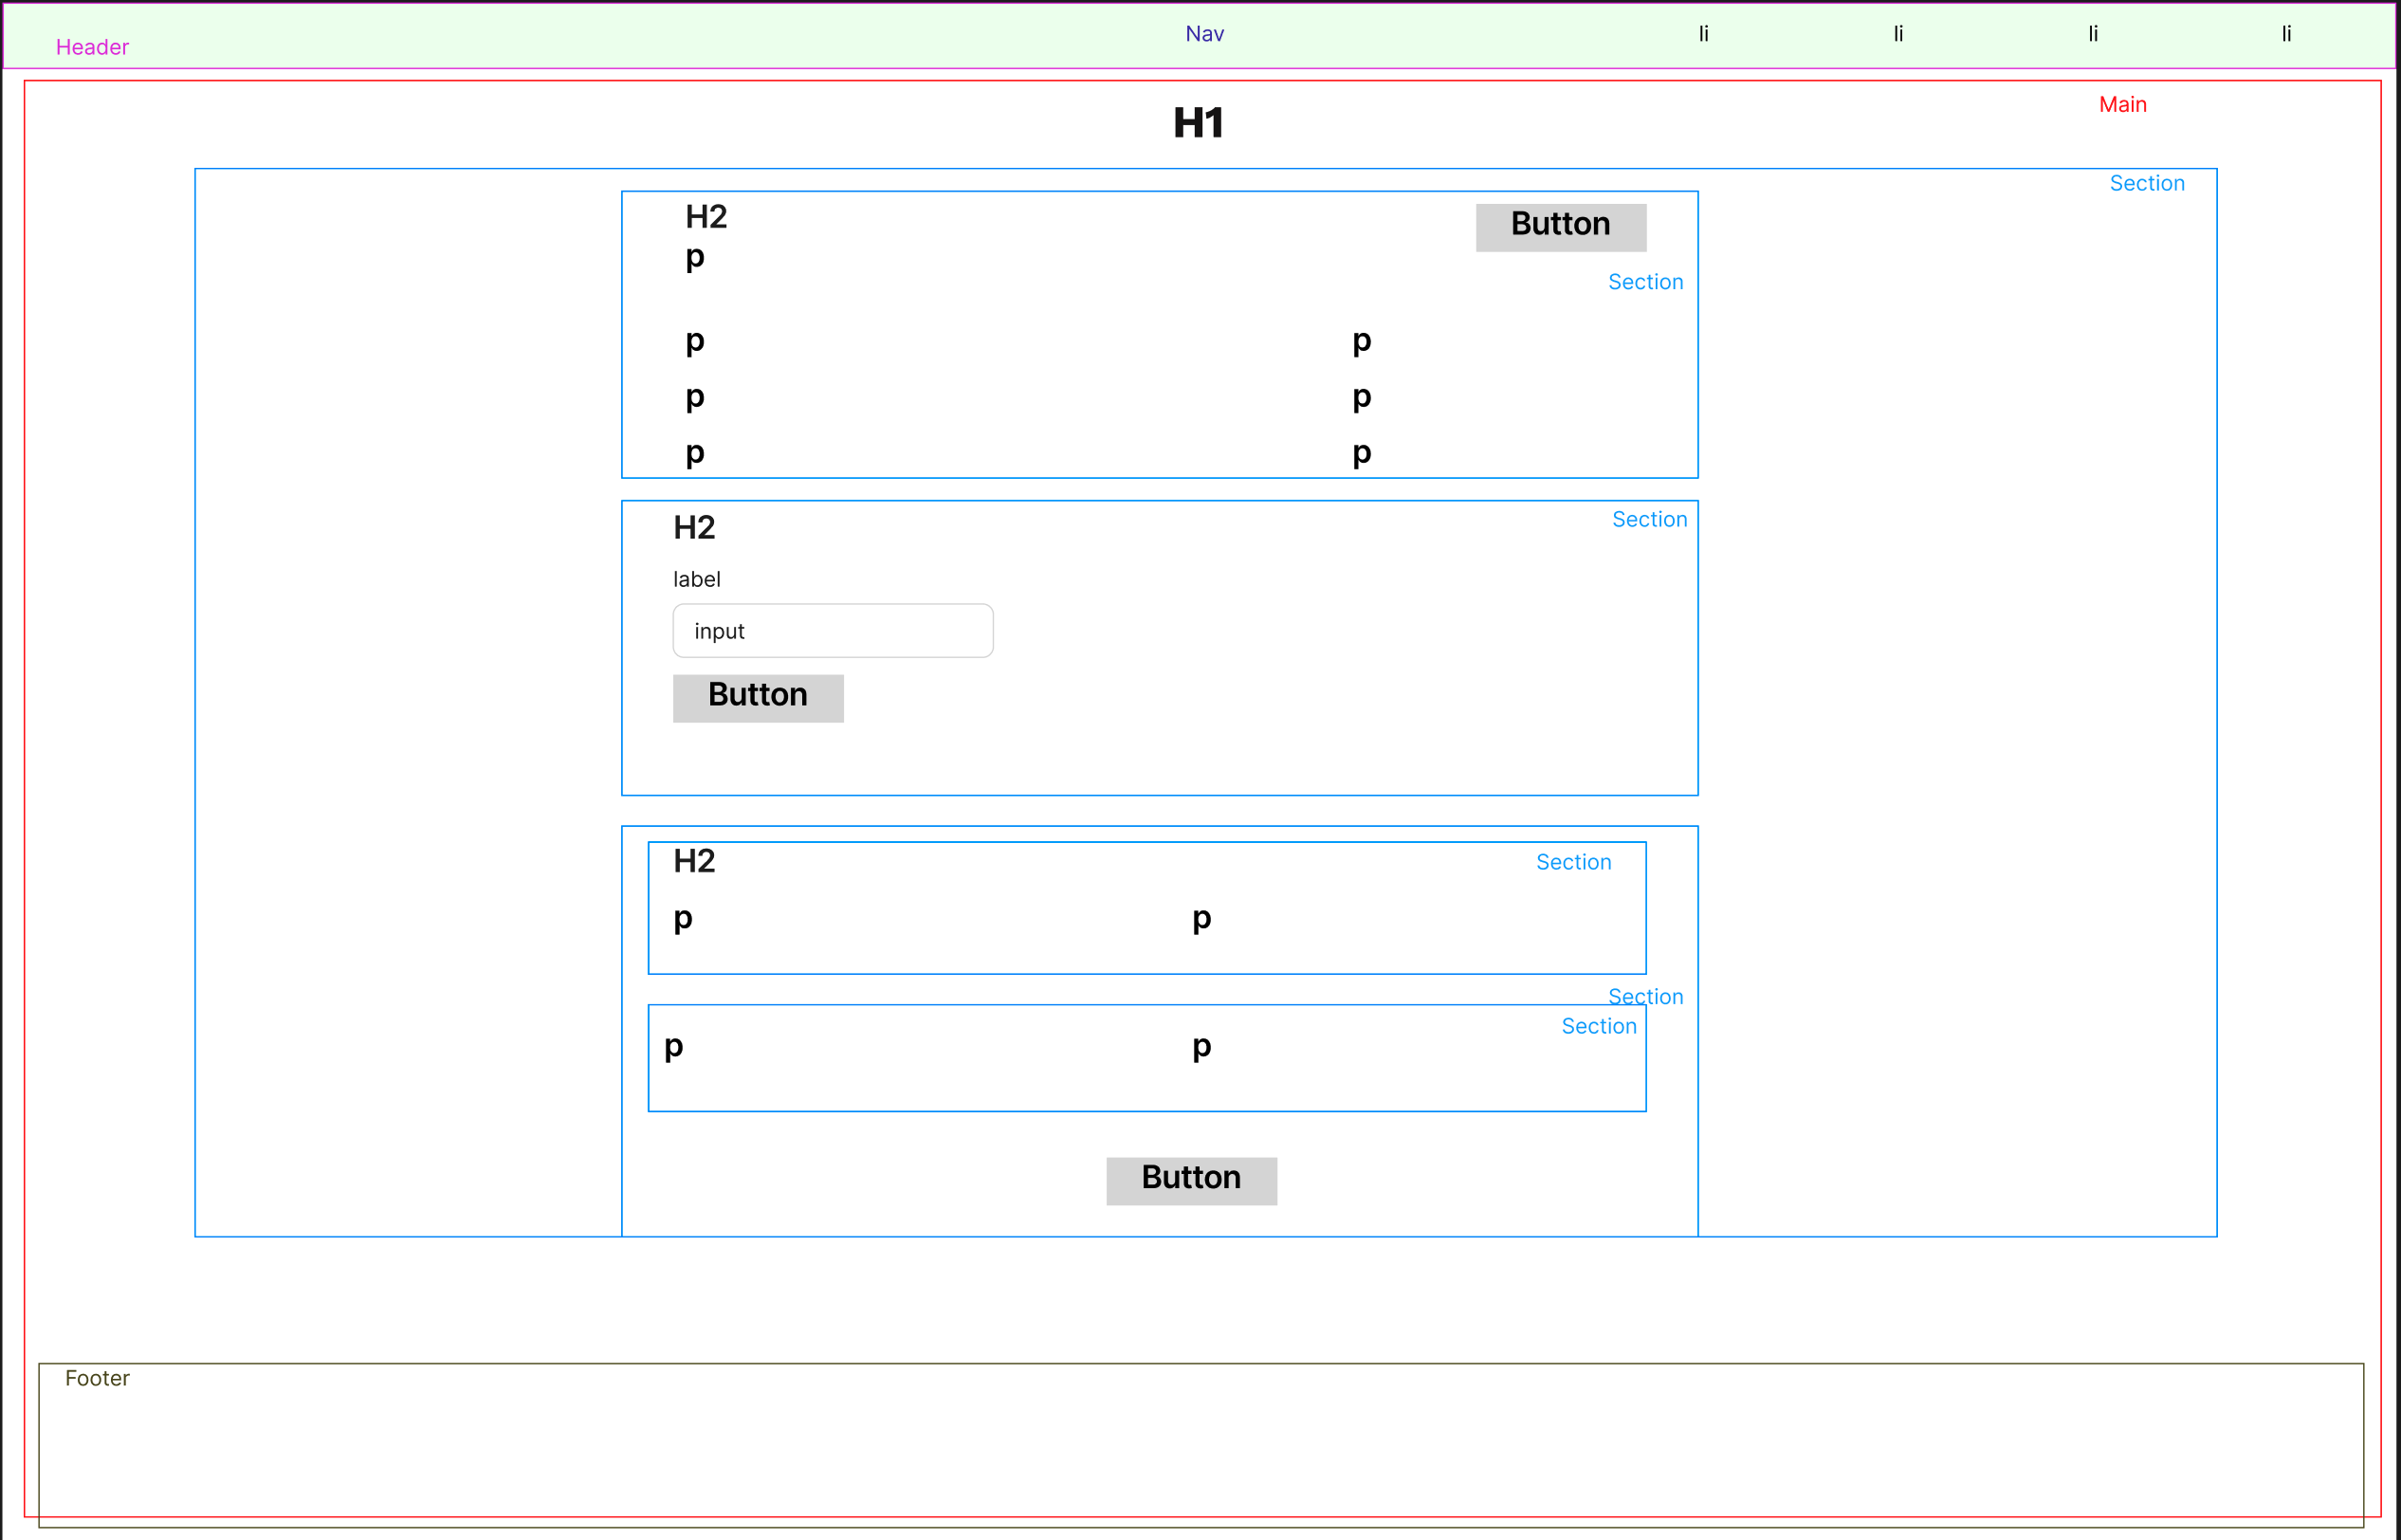 Header
Nav
li
li
li
li
Main
H1
Section
H2
Button
p
Section
p
p
p
p
p
p
H2
Section
label
input
Button
H2
Section
p
p
Section
Section
p
p
Button
Footer